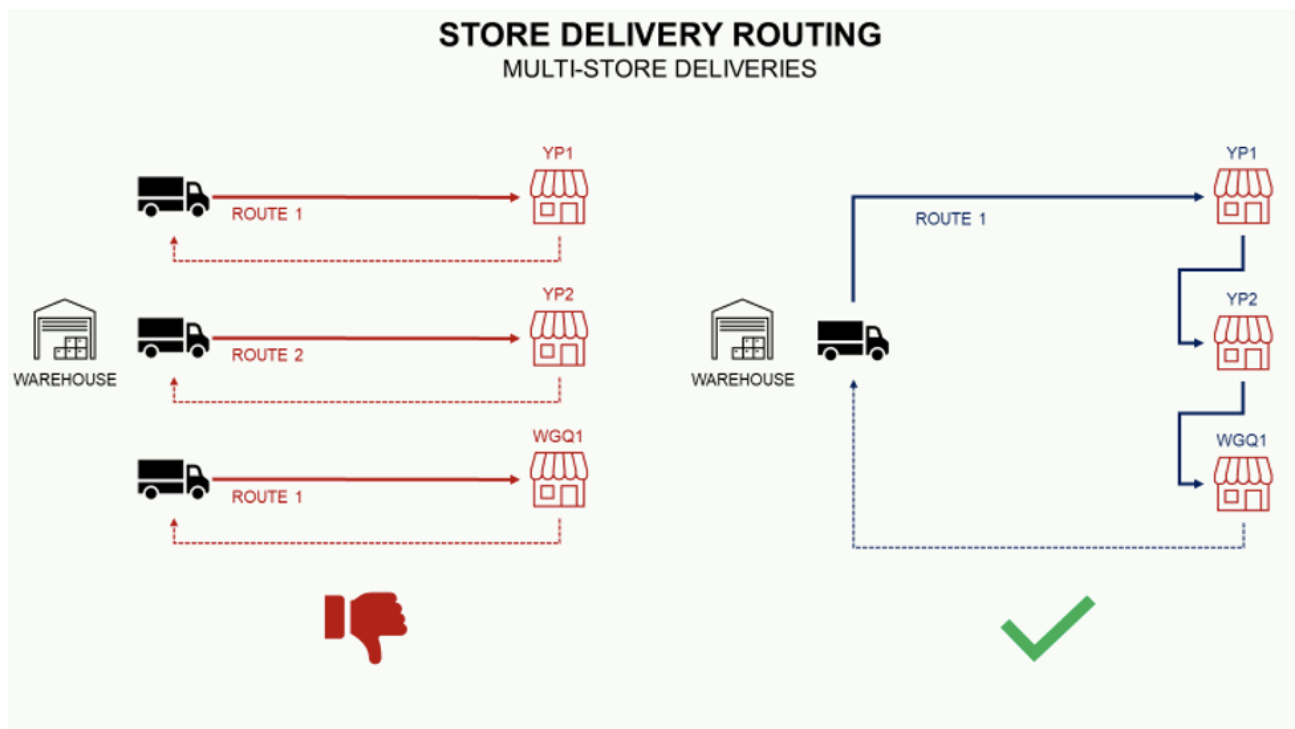 STORE DELIVERY ROUTING
MULTI-STORE DELIVERIES
YP1
ROUTE 1
YP2
ROUTE 2
WAREHOUSE
WGQ1
ROUTE 1
YP1
ROUTE 1
YP2
WAREHOUSE
WGQ1